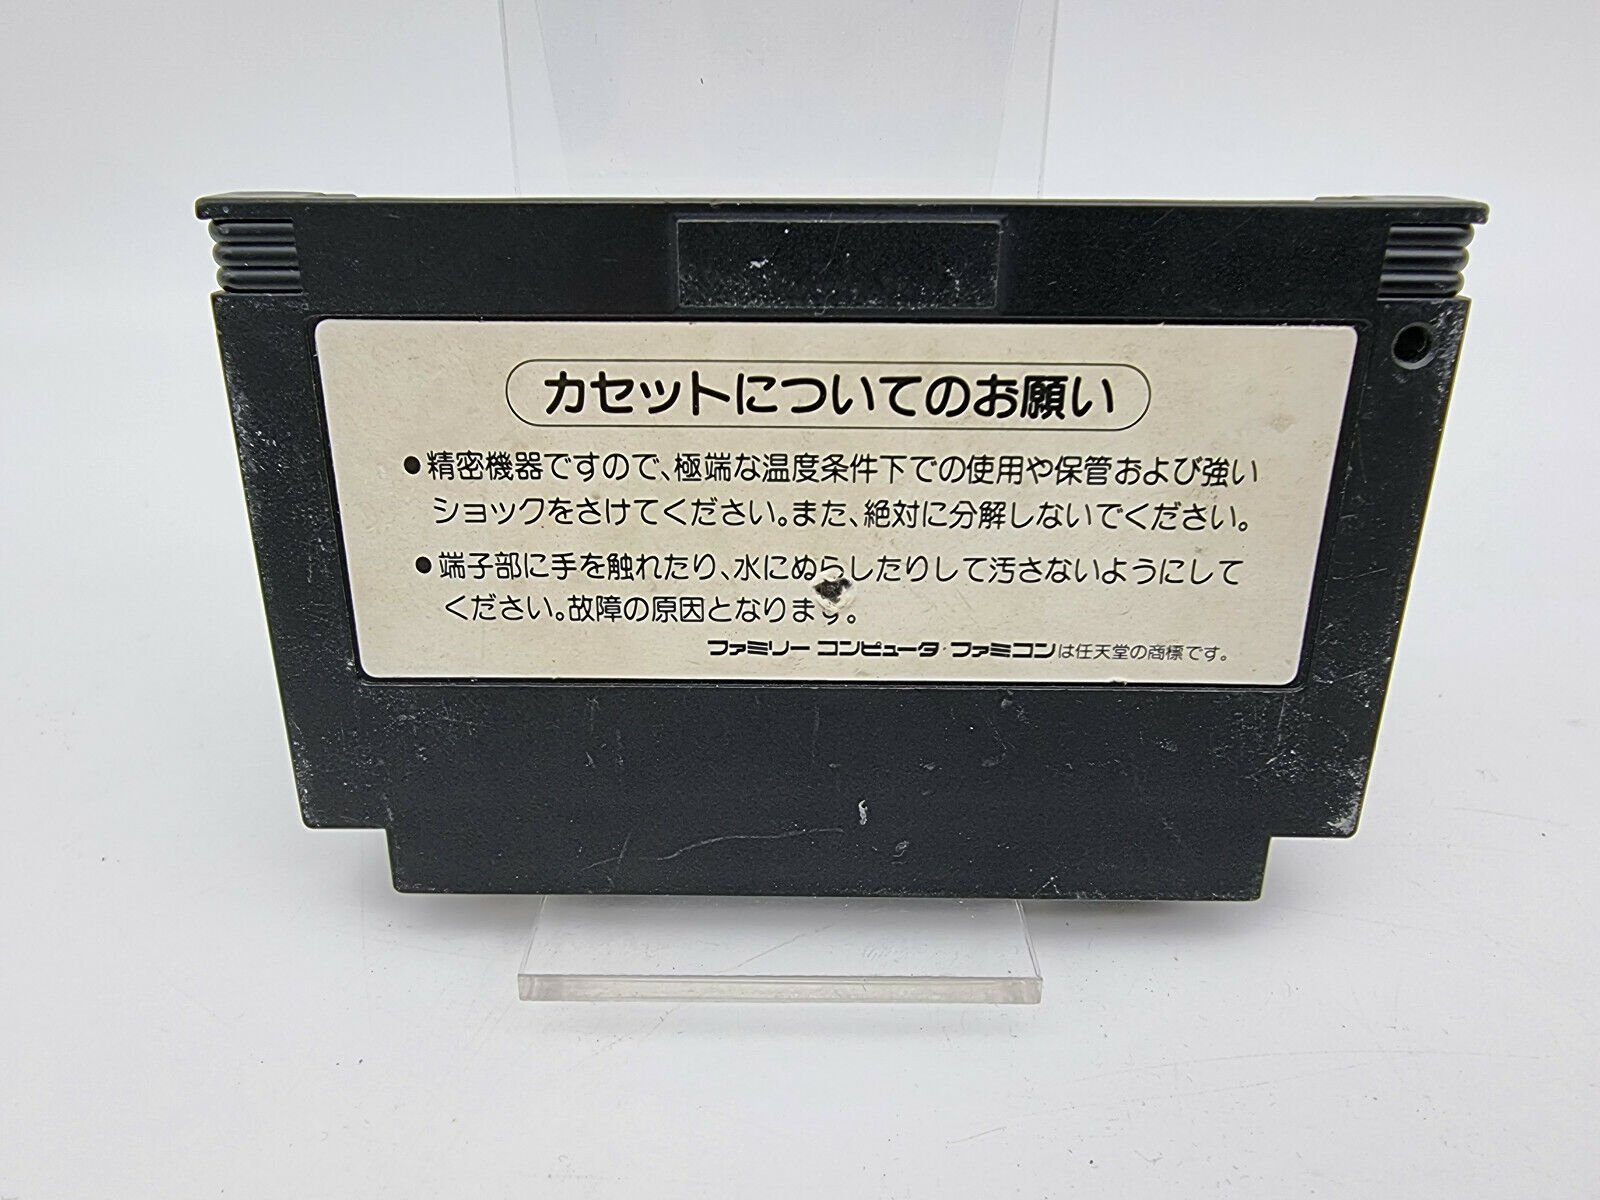 カセットについてのお願い
●精密機器ですので、極端な温度条件下での使用や保管および強い
ショックをさけてください。また、絶対に分解しないでください。
●端子部に手を触れたり、水にぬらしたりして汚さないようにして
ください。故障の原因となります。
ファミリー コンピュータ・ファミコンは任天堂の商標です。